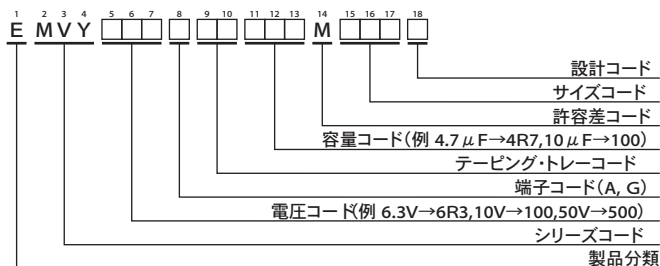 1 2 3 4 5 6 7 8 9 10 11 12 13 14 15 16 17 18
E MVY □□□ □ □□ □□□ M □□□ □
設計コード
サイズコード
許容差コード
容量コード(例 4.7μF→4R7,10μF→100)
テーピング・トレーコード
端子コード(A, G)
電圧コード(例 6.3V→6R3,10V→100,50V→500)
シリーズコード
製品分類